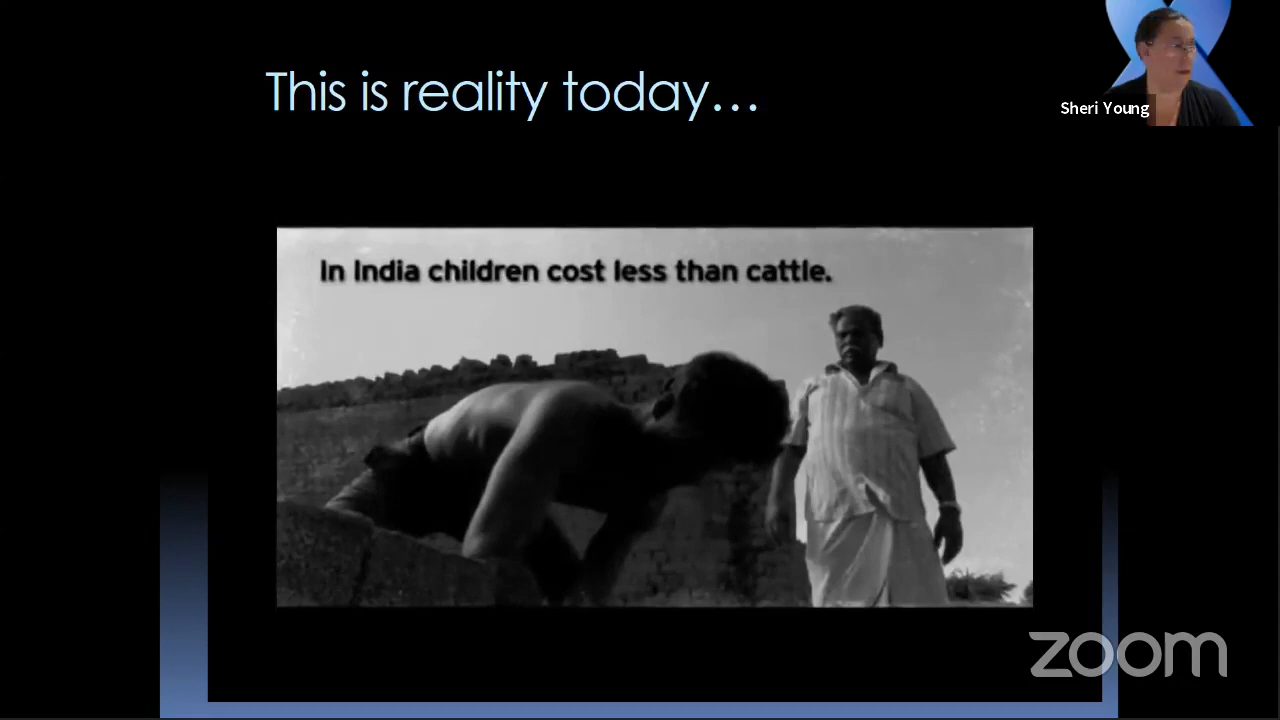 This is reality today...
Sheri Young
In India children cost less than cattle.
zoom